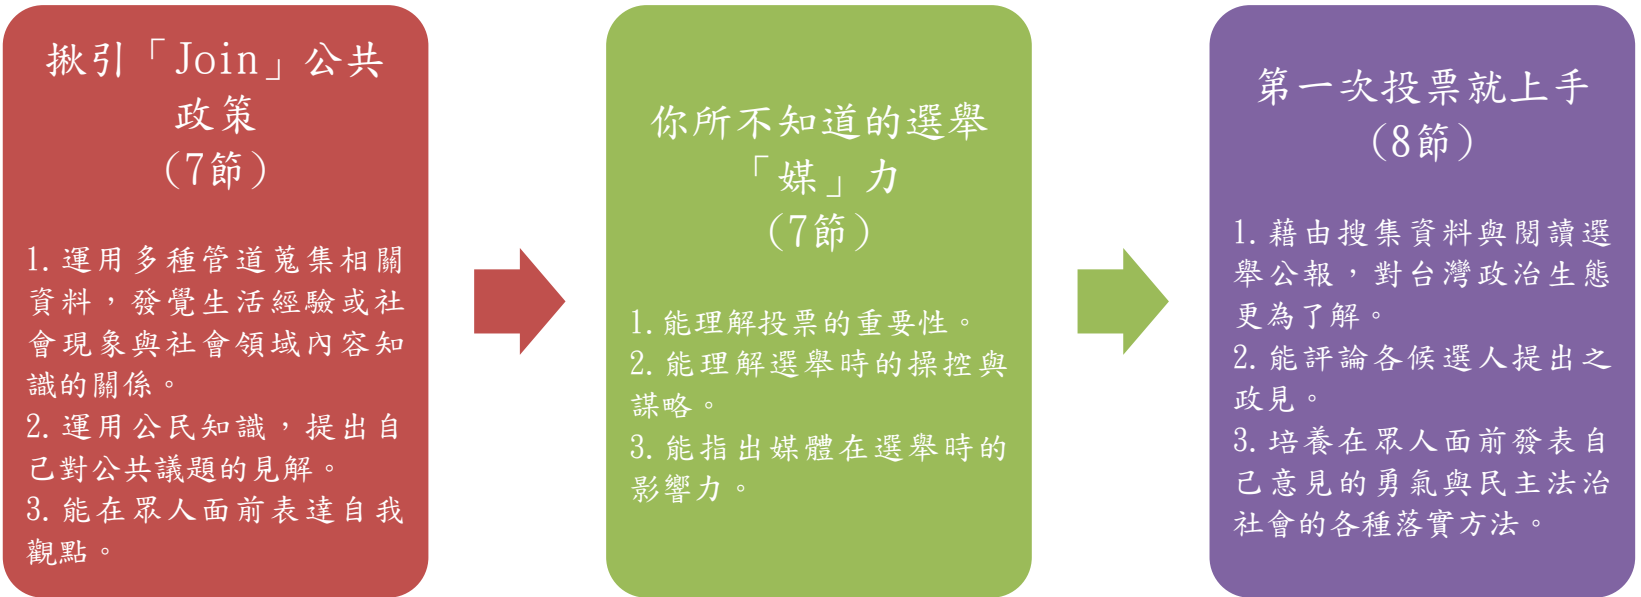 揪引「Join」公共
政策
(7節)
1. 運用多種管道蒐集相關
資料，發覺生活經驗或社
會現象與社會領域內容知
識的關係。
2. 運用公民知識，提出自
己對公共議題的見解。
3. 能在眾人面前表達自我
觀點。
你所不知道的選舉
「媒」力
(7節)
1. 能理解投票的重要性。
2. 能理解選舉時的操控與
謀略。
3. 能指出媒體在選舉時的
影響力。
第一次投票就上手
(8節)
1. 藉由搜集資料與閱讀選
舉公報，對台灣政治生態
更為了解。
2. 能評論各候選人提出之
政見。
3. 培養在眾人面前發表自
己意見的勇氣與民主法治
社會的各種落實方法。